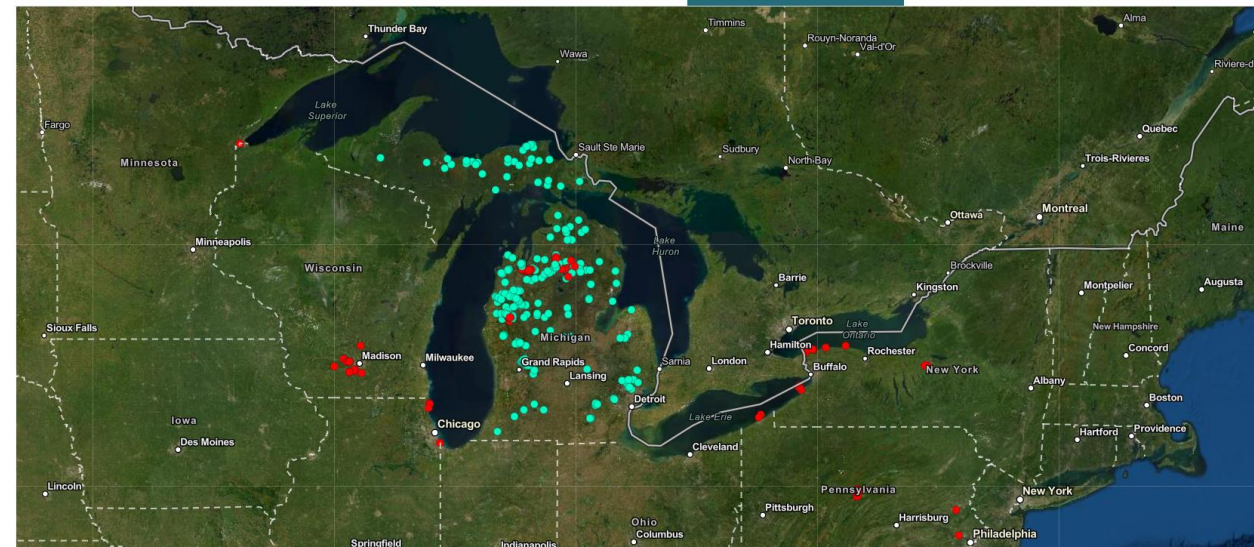 Timmins
Alma
Thunder Bay
Rouyn-Noranda
Val-d'Or
Wawa
Riviere-d
Lake
Superior
Fargo
Quebec
Sault Ste Marie
Sudbury
North Bay
Minnesota
Trois-Rivieres
Ottawa
Montreal
Maine
Minneapolis
Lake
Huron
Wisconsin
Brockville
Barrie
Kingston
Montpelier
Augusta
Sioux Falls
Toronto
Lake
Ontario
New Hampshire
Michigan
Hamilton
Rochester
Concord
Madison
Milwaukee
Grand Rapids
Sarnia
London
Buffalo
New York
Lansing
Albany
Detroit
Boston
Iowa
Chicago
Lake Erie
Des Moines
Cleveland
Hartford
Providence
Lincoln
Pennsylvania
New York
Pittsburgh
Harrisburg
Ohio
Columbus
Philadelphia
Springfield
Indianapolis